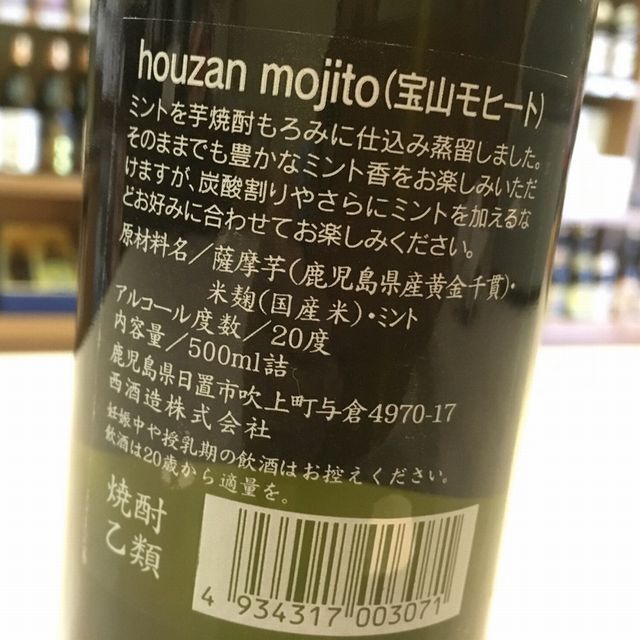 houzan mojito(宝山モヒート)
ミントを芋焼酎もろみに仕込み蒸留しました。
そのままでも豊かなミント香をお楽しみいただ
けますが、炭酸割りやさらにミントを加えるな
どお好みに合わせてお楽しみください。
原材料名/薩摩芋(鹿児島県産黄金千貫)・
米麹(国産米)・ミント
アルコール度数/20度
内容量/500ml詰
鹿児島県日置市吹上町与倉4970-17
西酒造株式会社
妊娠中や授乳期の飲酒はお控えください。
飲酒は20歳から適量を。
焼酎
乙類
4 934317 003071